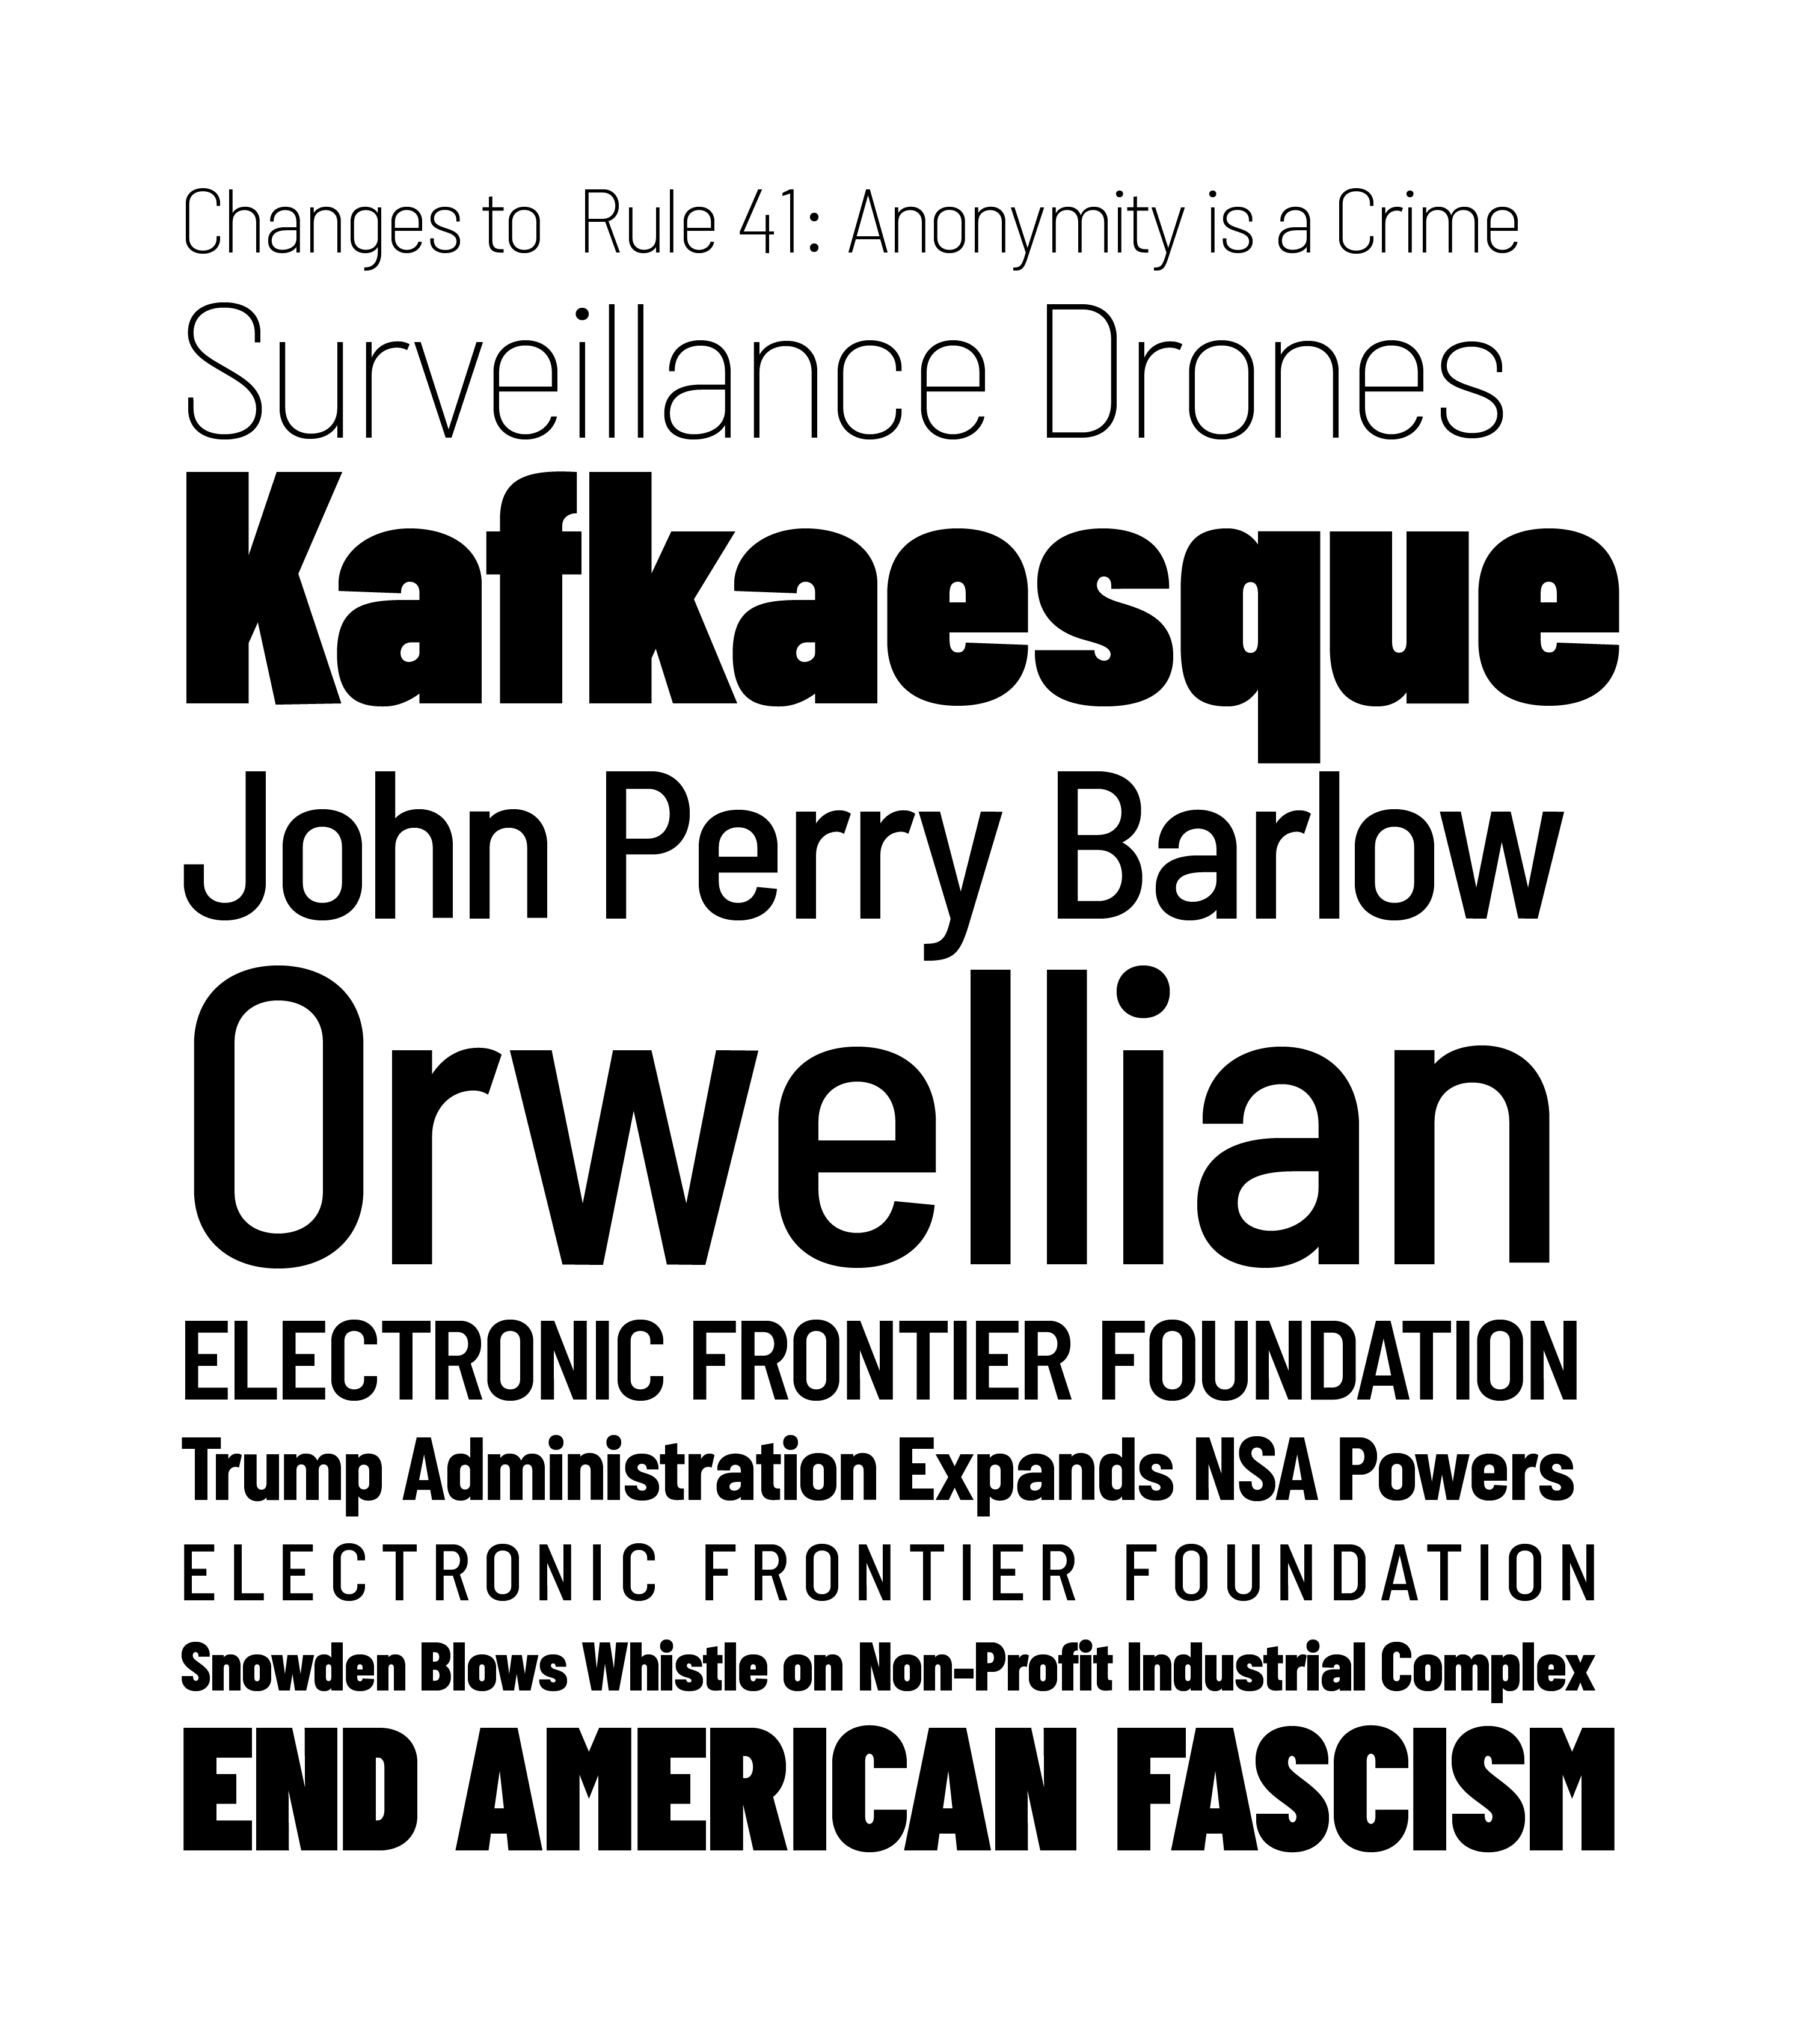 Changes to Rule 41: Anonymity is a Crime
Surveillance Drones
Kafkaesque
John Perry Barlow
Orwellian
ELECTRONIC FRONTIER FOUNDATION
Trump Administration Expands NSA Powers
ELECTRONIC FRONTIER FOUNDATION
Snowden Blows Whistle on Non-Profit Industrial Complex
END AMERICAN FASCISM